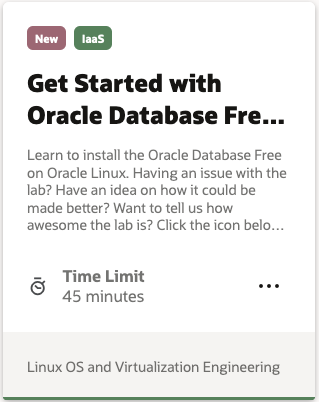 New IaaS
Get Started with
Oracle Database Fre...
Learn to install the Oracle Database Free
on Oracle Linux. Having an issue with the
lab? Have an idea on how it could be
made better? Want to tell us how
awesome the lab is? Click the icon belo...
Time Limit
45 minutes
Linux OS and Virtualization Engineering